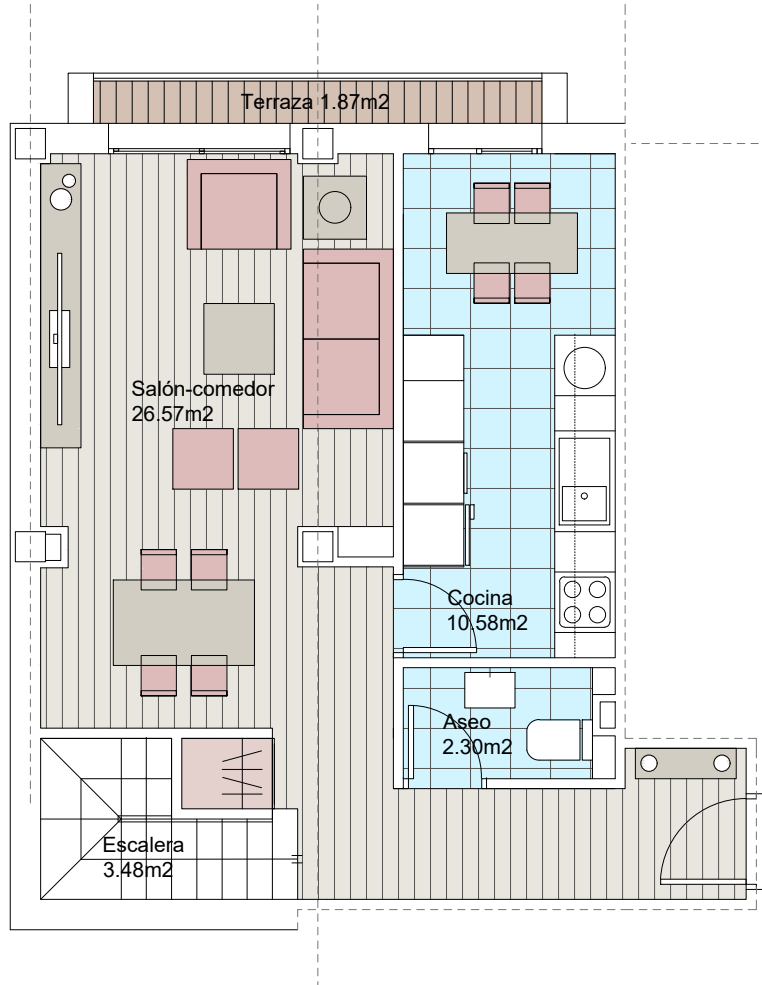 Terraza 1.87m2
Salón-comedor
26.57m2
Cocina
10.58m2
Aseo
2.30m2
Escalera
3.48m2